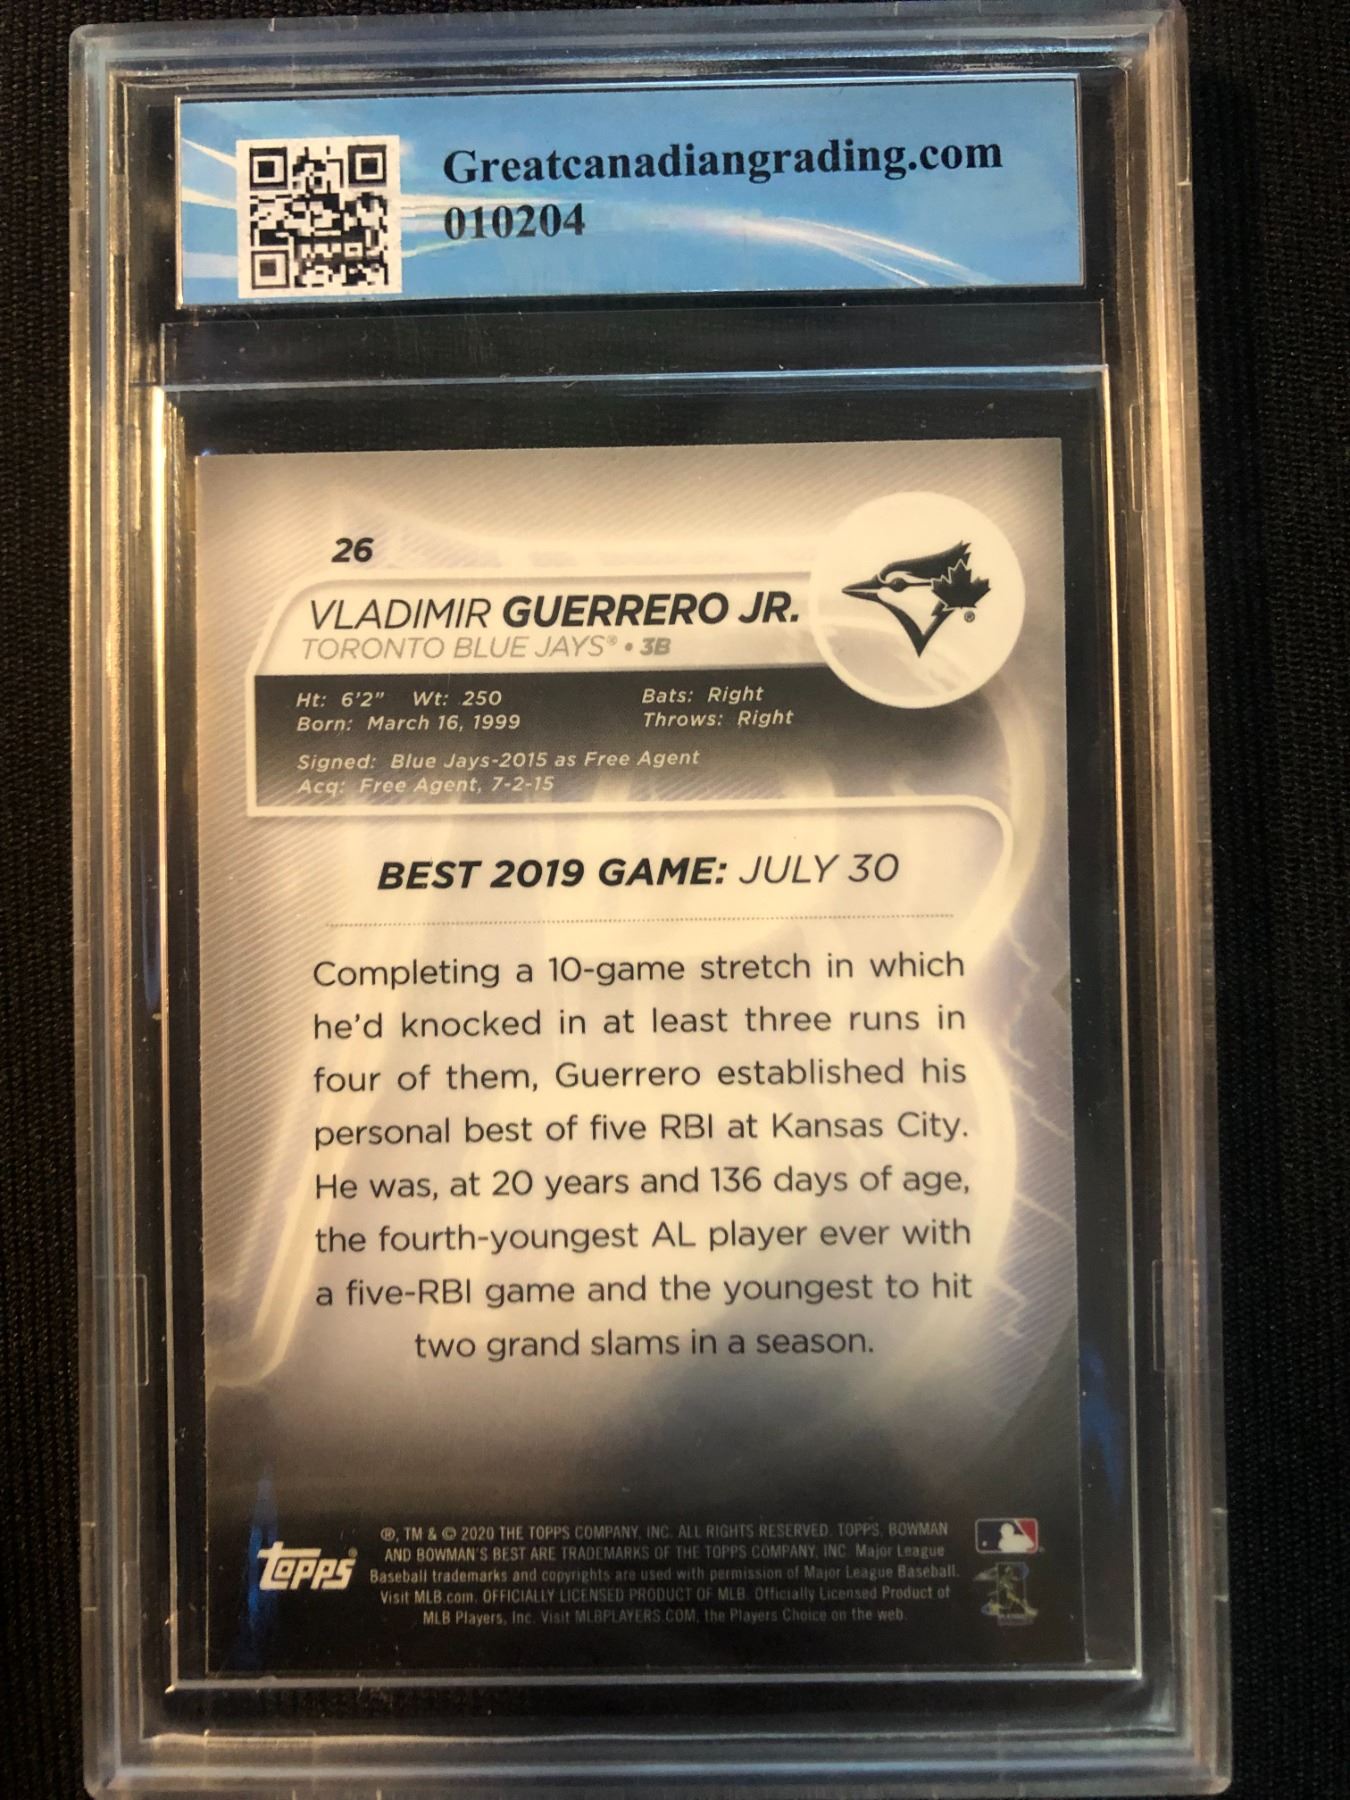 Greatcanadiangrading.com
010204
26
VLADIMIR GUERRERO JR.
TORONTO BLUE JAYS® • 3B
Ht: 6'2" Wt: 250
Bats: Right
Born: March 16, 1999
Throws: Right
Signed: Blue Jays-2015 as Free Agent
Acq: Free Agent, 7-2-15
BEST 2019 GAME: JULY 30
Completing a 10-game stretch in which
he'd knocked in at least three runs in
four of them, Guerrero established his
personal best of five RBI at Kansas City.
He was, at 20 years and 136 days of age,
the fourth-youngest AL player ever with
a five-RBI game and the youngest to hit
two grand slams in a season.
topps®
®, TM & © 2020 THE TOPPS COMPANY, INC. ALL RIGHTS RESERVED. TOPPS, BOWMAN
AND BOWMAN'S BEST ARE TRADEMARKS OF THE TOPPS COMPANY, INC. Major League
Baseball trademarks and copyrights are used with permission of Major League Baseball.
Visit MLB.com. OFFICIALLY LICENSED PRODUCT OF MLB. Officially Licensed Product of
MLB Players, Inc. Visit MLBPLAYERS.COM, the Players Choice on the web.